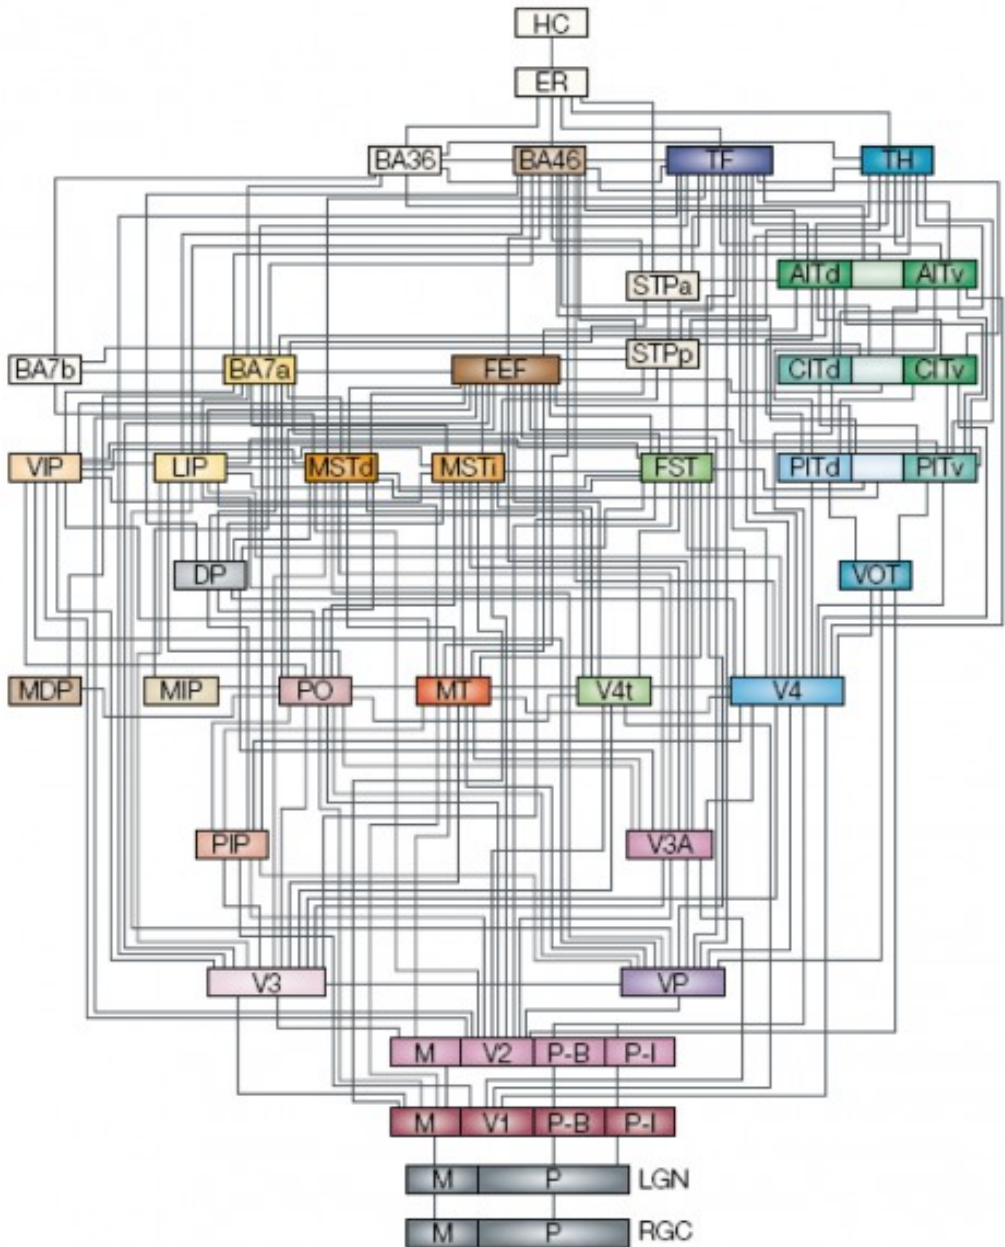 HC
ER
BA36 BA46 TF TH
AITd AITv
STPa
STPp
BA7b BA7a FEF CITd CITv
VIP LIP MSTd MSTi FST PITd PITv
DP VOT
MDP MIP PO MT V4t V4
PIP V3A
V3 VP
M V2 P-B P-I
M V1 P-B P-I
M P LGN
M P RGC